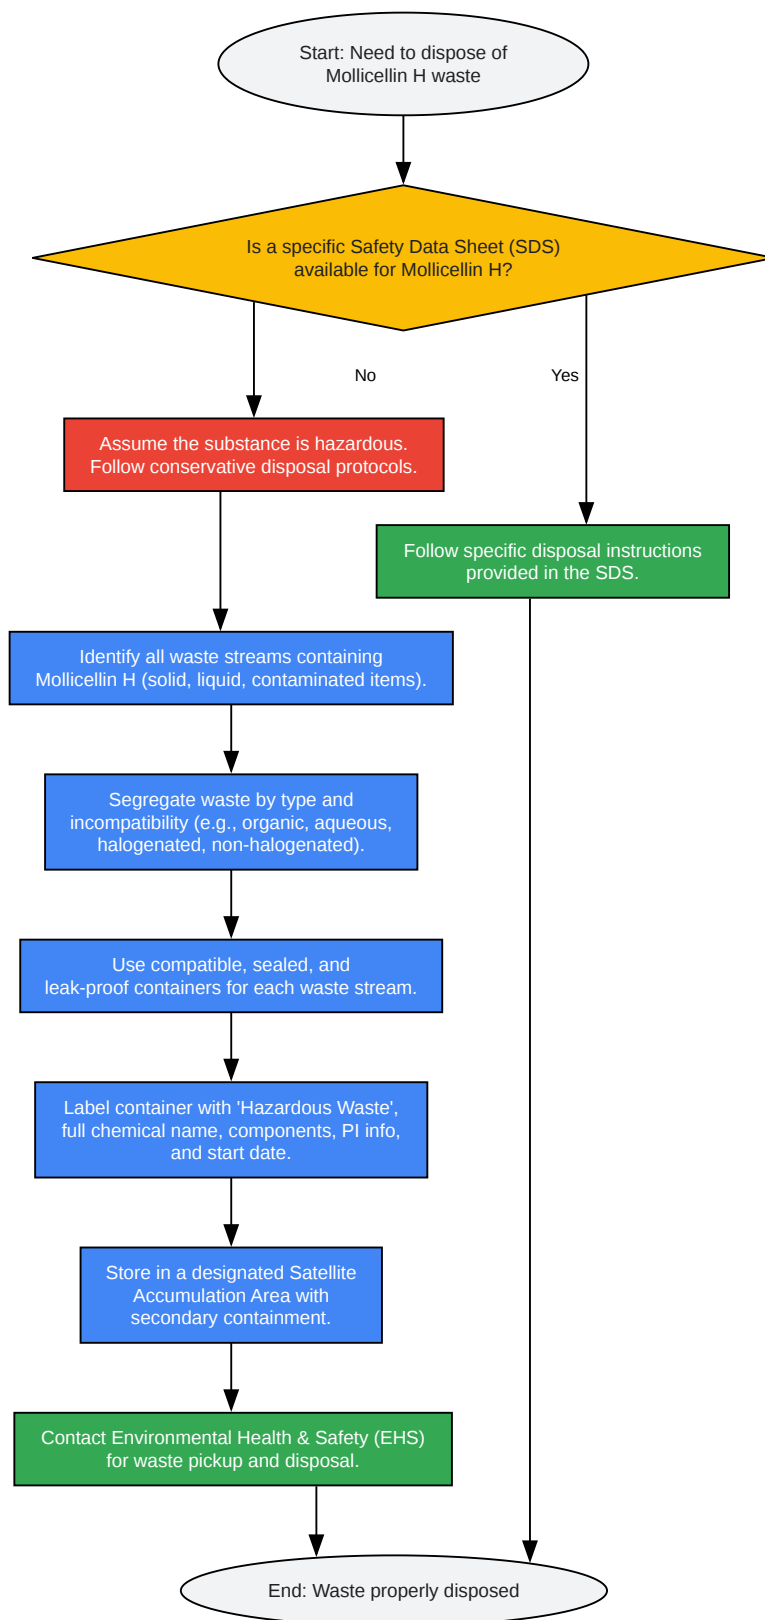 Start: Need to dispose of
Mollicellin H waste
Is a specific Safety Data Sheet (SDS)
available for Mollicellin H?
No
Yes
Assume the substance is hazardous.
Follow conservative disposal protocols.
Follow specific disposal instructions
provided in the SDS.
Identify all waste streams containing
Mollicellin H (solid, liquid, contaminated items).
Segregate waste by type and
incompatibility (e.g., organic, aqueous,
halogenated, non-halogenated).
Use compatible, sealed, and
leak-proof containers for each waste stream.
Label container with 'Hazardous Waste',
full chemical name, components, PI info,
and start date.
Store in a designated Satellite
Accumulation Area with
secondary containment.
Contact Environmental Health & Safety (EHS)
for waste pickup and disposal.
End: Waste properly disposed